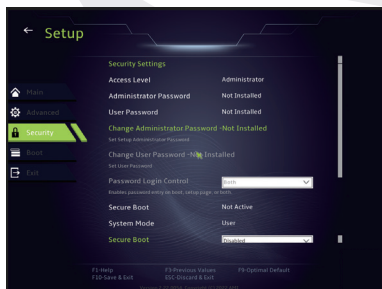 Setup
Security Settings
Access Level Administrator
Main
Administrator Password Not Installed
Advanced
User Password Not Installed
Security
Change Administrator Password -Not Installed
Set Setup Administrator Password
Boot
Change User Password -Not Installed
Set User Password
Exit
Password Login Control Both
Enables password entry on boot, setup page, or both.
Secure Boot Not Active
System Mode User
Secure Boot Disabled
F1-Help F3-Previous Values F9-Optimal Default
F10-Save & Exit ESC-Discard & Exit